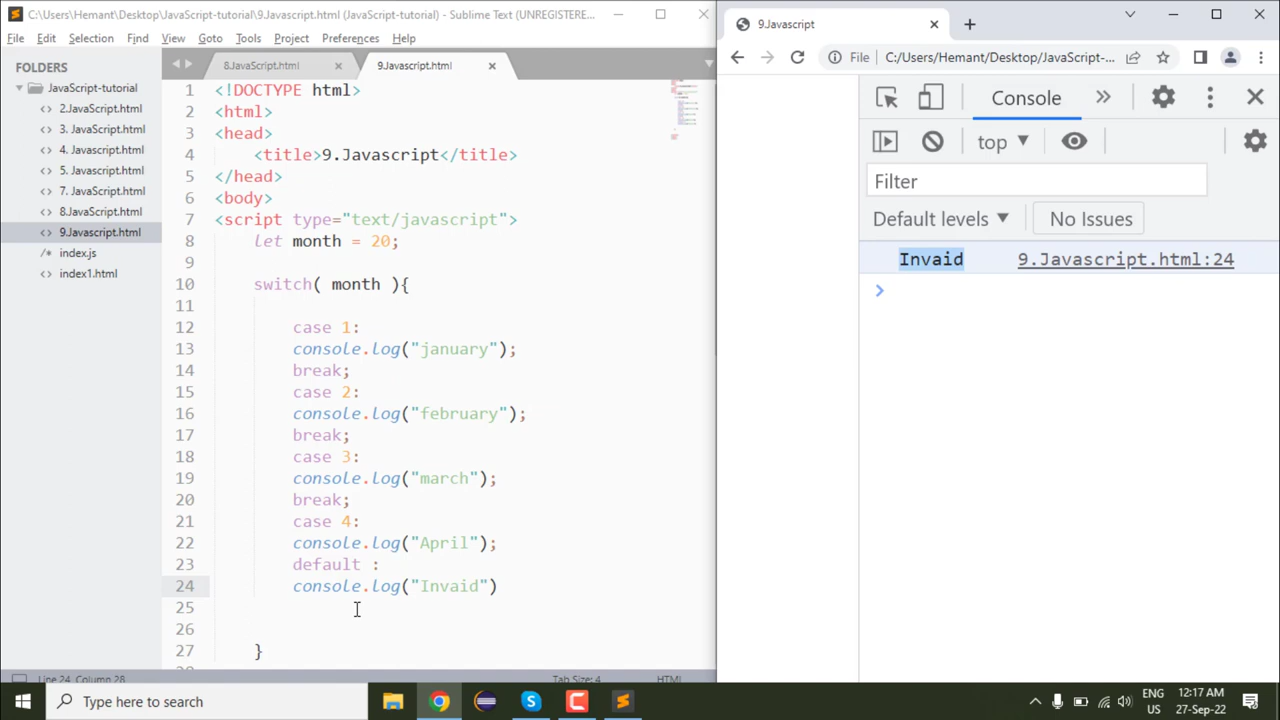 C:\Users\Hemant\Desktop\JavaScript-tutorial\9.Javascript.html (JavaScript-tutorial) - Sublime Text (UNREGISTERE...
File Edit Selection Find View Goto Tools Project Preferences Help
FOLDERS
JavaScript-tutorial
2.JavaScript.html
3. JavaScript.html
4. Javascript.html
5. Javascript.html
7. JavaScript.html
8.JavaScript.html
9.Javascript.html
/* index.js
index1.html
8.JavaScript.html 9.Javascript.html
1 <!DOCTYPE html>
2 <html>
3 <head>
4 <title>9.Javascript</title>
5 </head>
6 <body>
7 <script type="text/javascript">
8 let month = 20;
9
10 switch( month ){
11
12 case 1:
13 console.log("january");
14 break;
15 case 2:
16 console.log("february");
17 break;
18 case 3:
19 console.log("march");
20 break;
21 case 4:
22 console.log("April");
23 default :
24 console.log("Invaid")
25
26
27 }
Line 24, Column 28 Tab Size: 4 HTML
9.Javascript
File C:/Users/Hemant/Desktop/JavaScript-...
Console
top
Filter
Default levels No Issues
Invaid 9.Javascript.html:24
Type here to search
ENG 12:17 AM
US 27-Sep-22